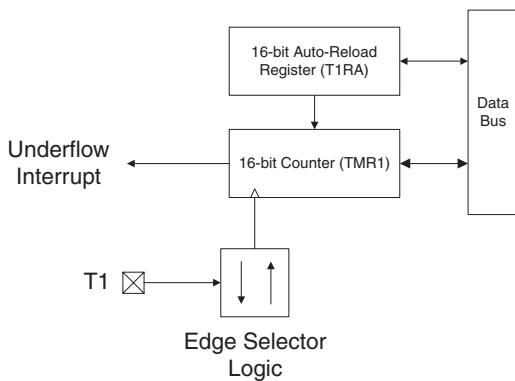 16-bit Auto-Reload
Register (T1RA)
Data
Bus
16-bit Counter (TMR1)
Underflow
Interrupt
T1
Edge Selector
Logic